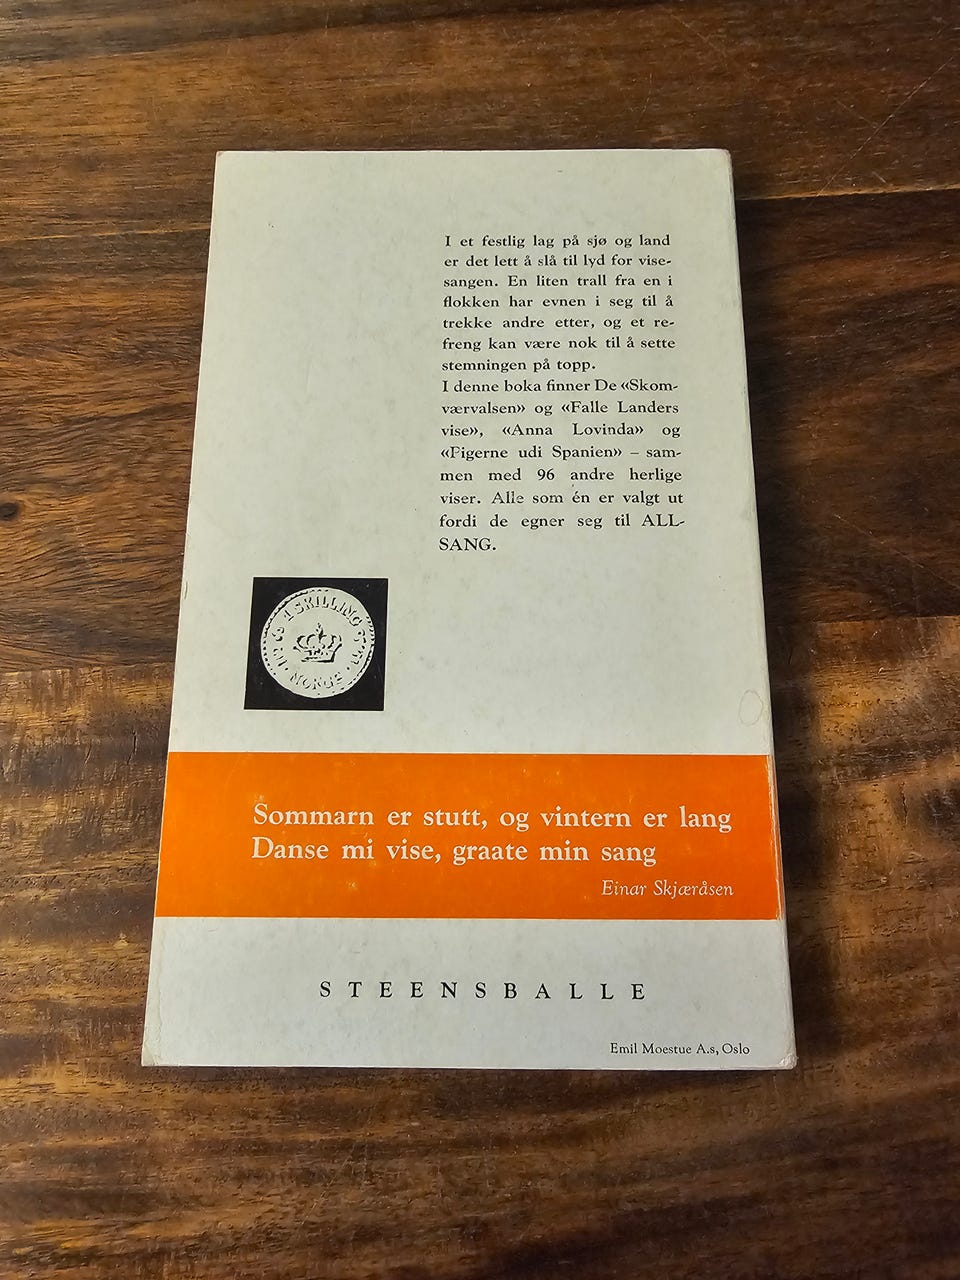 I et festlig lag på sjø og land
er det lett å slå til lyd for vise-
sangen. En liten trall fra en i
flokken har evnen i seg til å
trekke andre etter, og et re-
freng kan være nok til å sette
stemningen på topp.
I denne boka finner De «Skom-
værvalsen» og «Falle Landers
vise», «Anna Lovinda» og
«Pigerne udi Spanien» – sam-
men med 96 andre herlige
viser. Alle som én er valgt ut
fordi de egner seg til ALL-
SANG.
1 SKILLING
NORGE
Sommarn er stutt, og vintern er lang
Danse mi vise, graate min sang
Einar Skjæråsen
STEENSBALLE
Emil Moestue A.s, Oslo